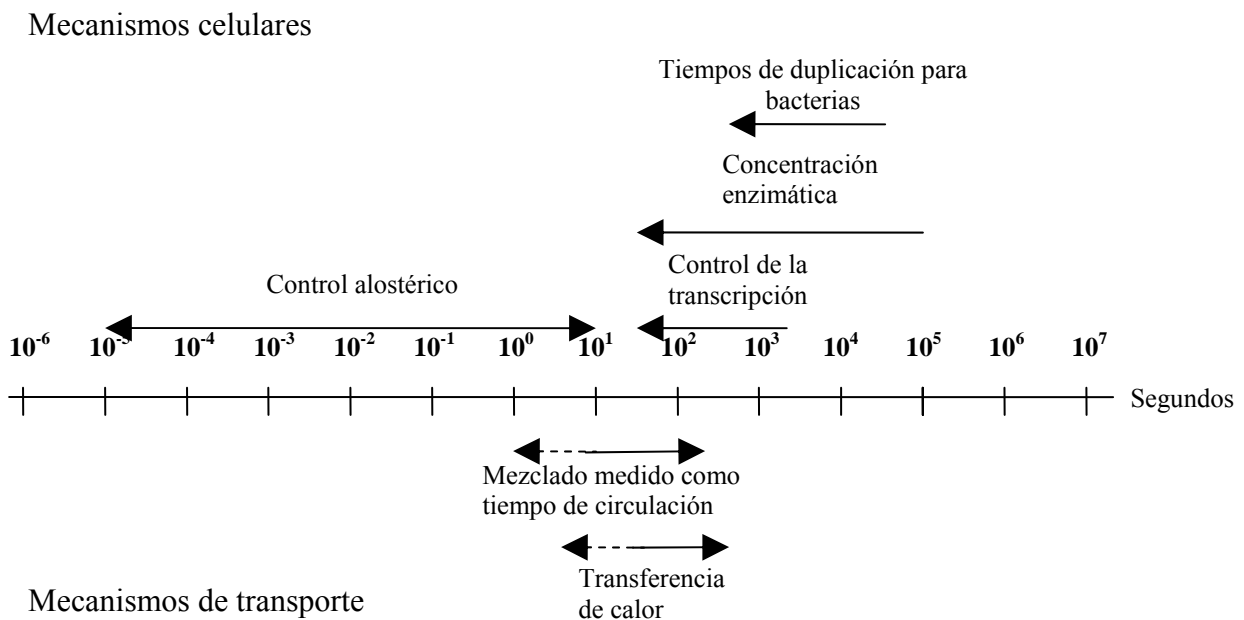 Mecanismos celulares
Tiempos de duplicación para
bacterias
Concentración
enzimática
Control alostérico
Control de la
transcripción
10⁻⁶ 10⁻⁵ 10⁻⁴ 10⁻³ 10⁻² 10⁻¹ 10⁰ 10¹ 10² 10³ 10⁴ 10⁵ 10⁶ 10⁷
Segundos
Mezclado medido como
tiempo de circulación
Transferencia
de calor
Mecanismos de transporte